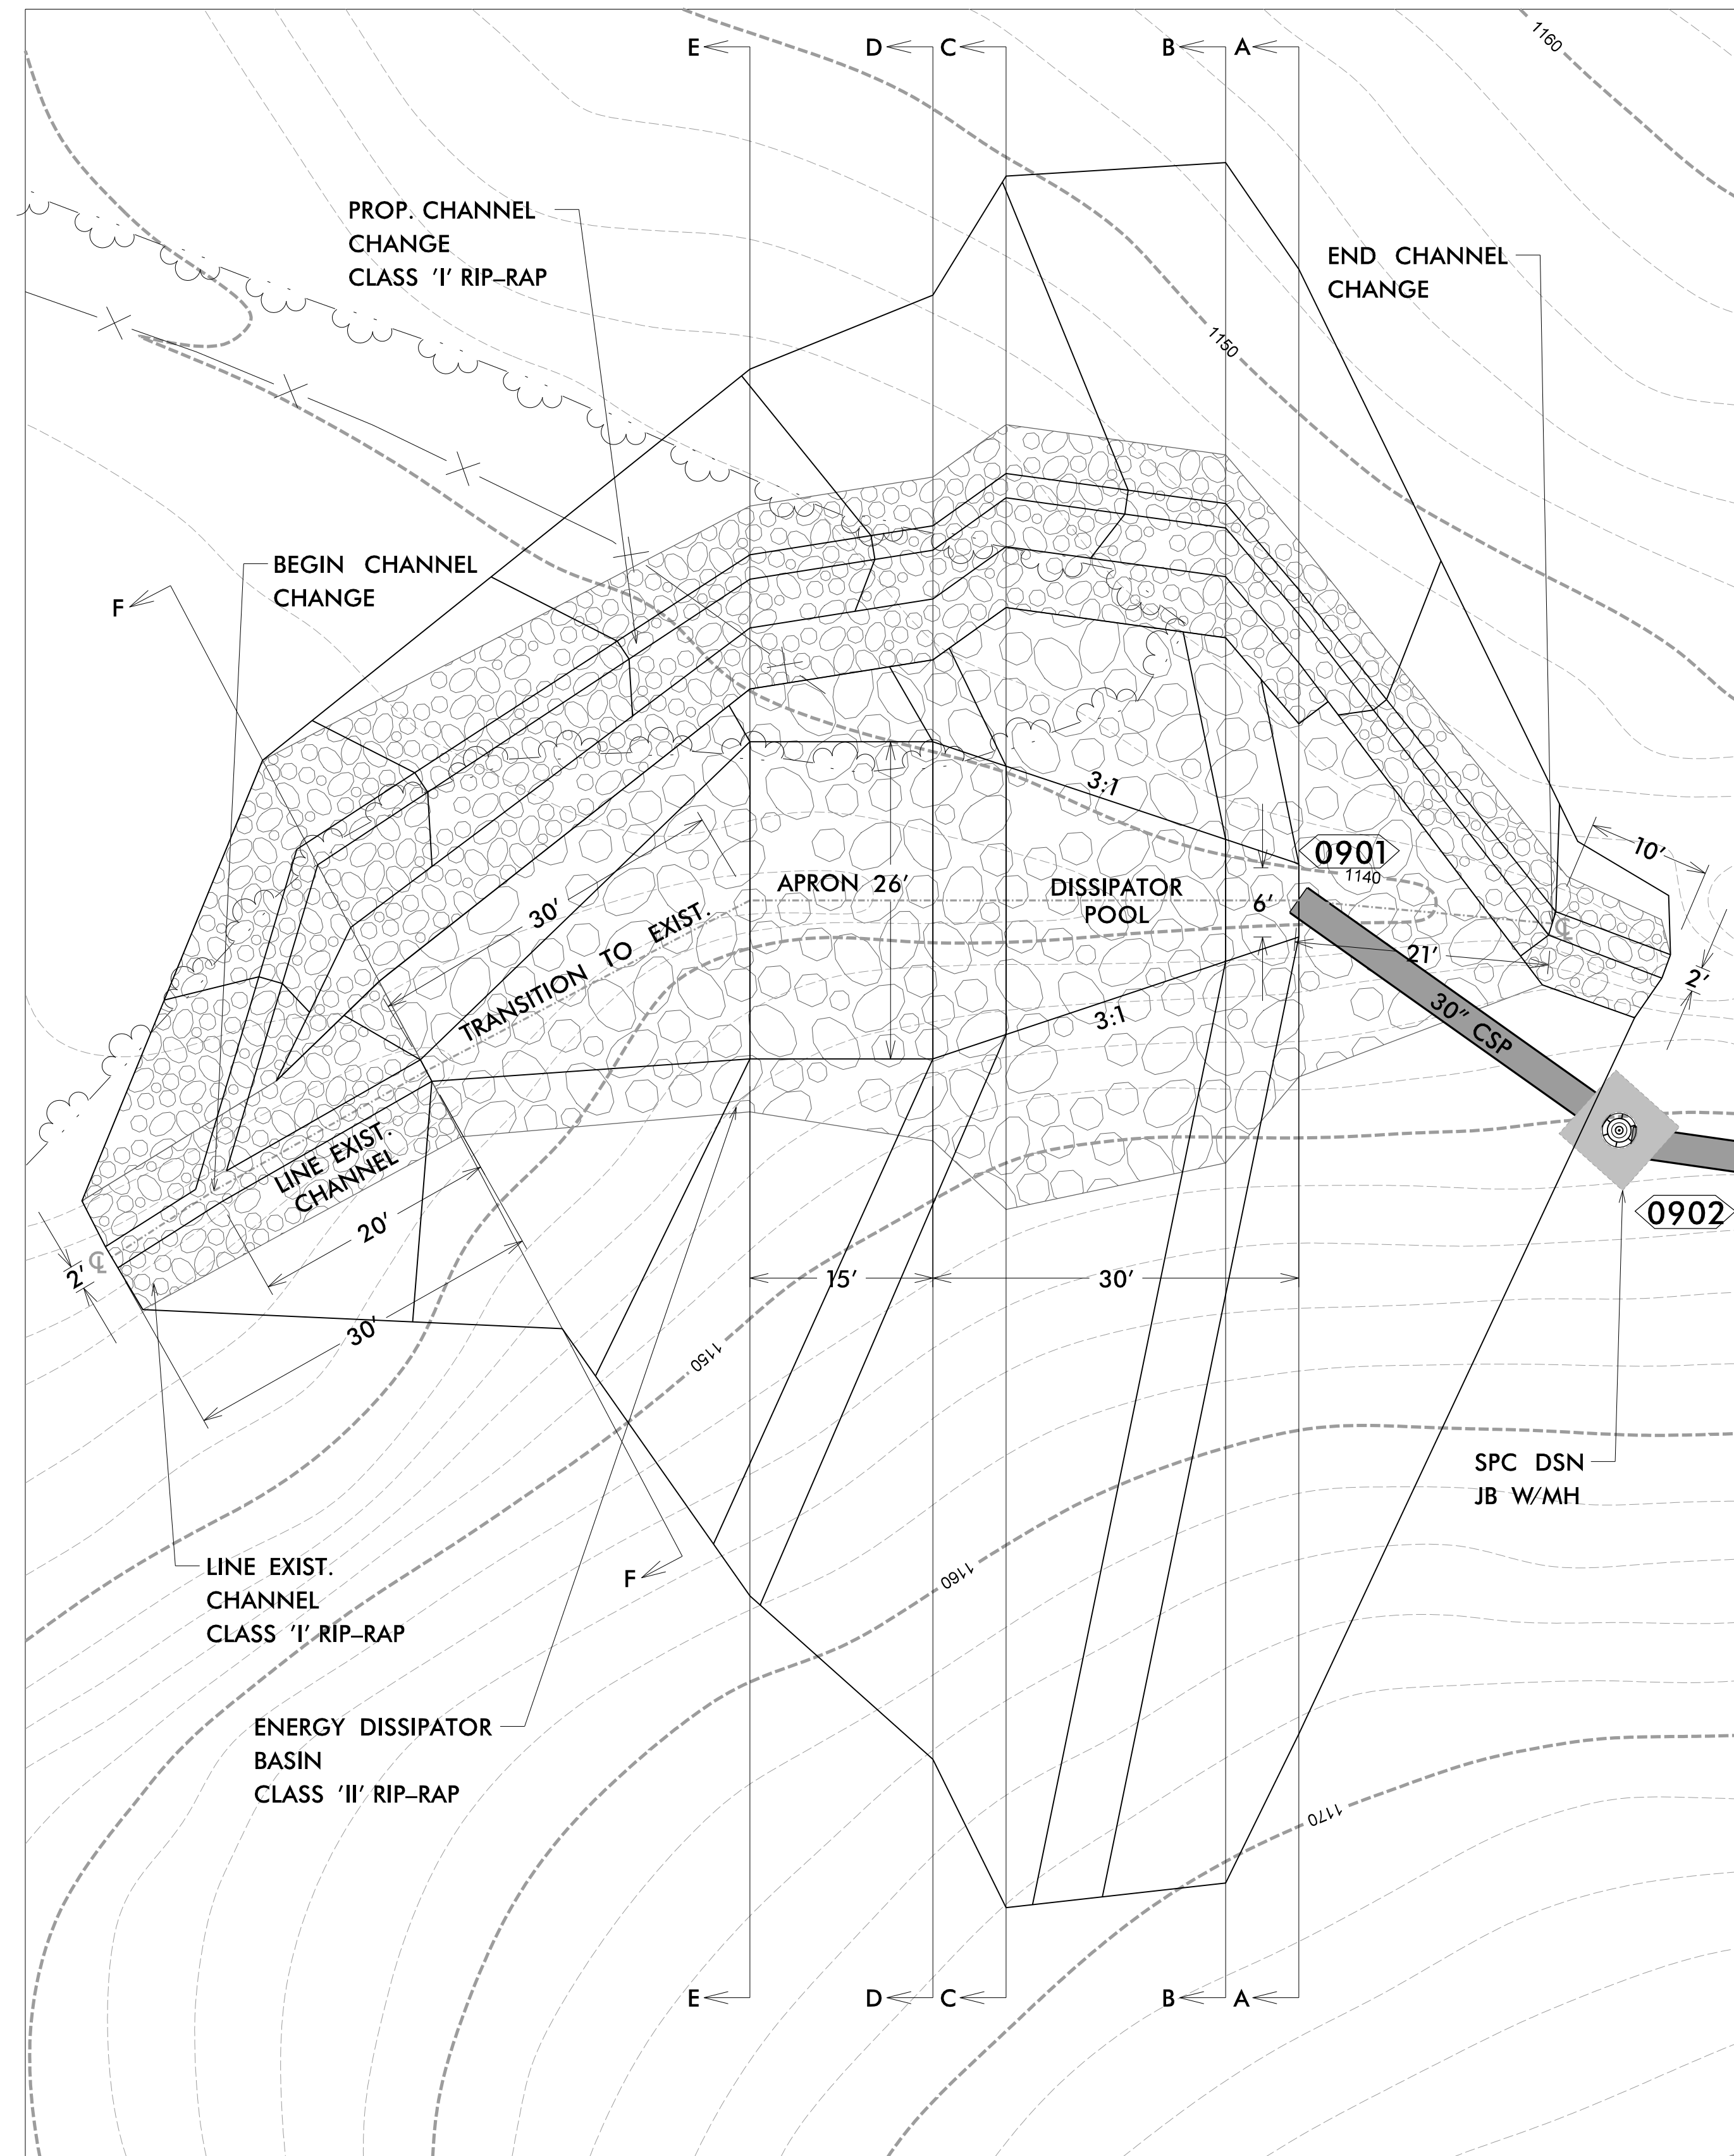 E
D
C
B
A
1160
PROP. CHANNEL
CHANGE
CLASS 'I' RIP-RAP
END CHANNEL
CHANGE
1150
BEGIN CHANNEL
CHANGE
F
3:1
0901
1140
10'
APRON 26'
DISSIPATOR
POOL
6'
30'
TRANSITION TO EXIST.
21'
2'
3:1
30" CSP
LINE EXIST.
CHANNEL
20'
℄
℄
2'
0902
15'
30'
30'
1150
SPC DSN
JB W/MH
1160
LINE EXIST.
CHANNEL
CLASS 'I' RIP-RAP
F
ENERGY DISSIPATOR
BASIN
CLASS 'II' RIP-RAP
1170
E
D
C
B
A